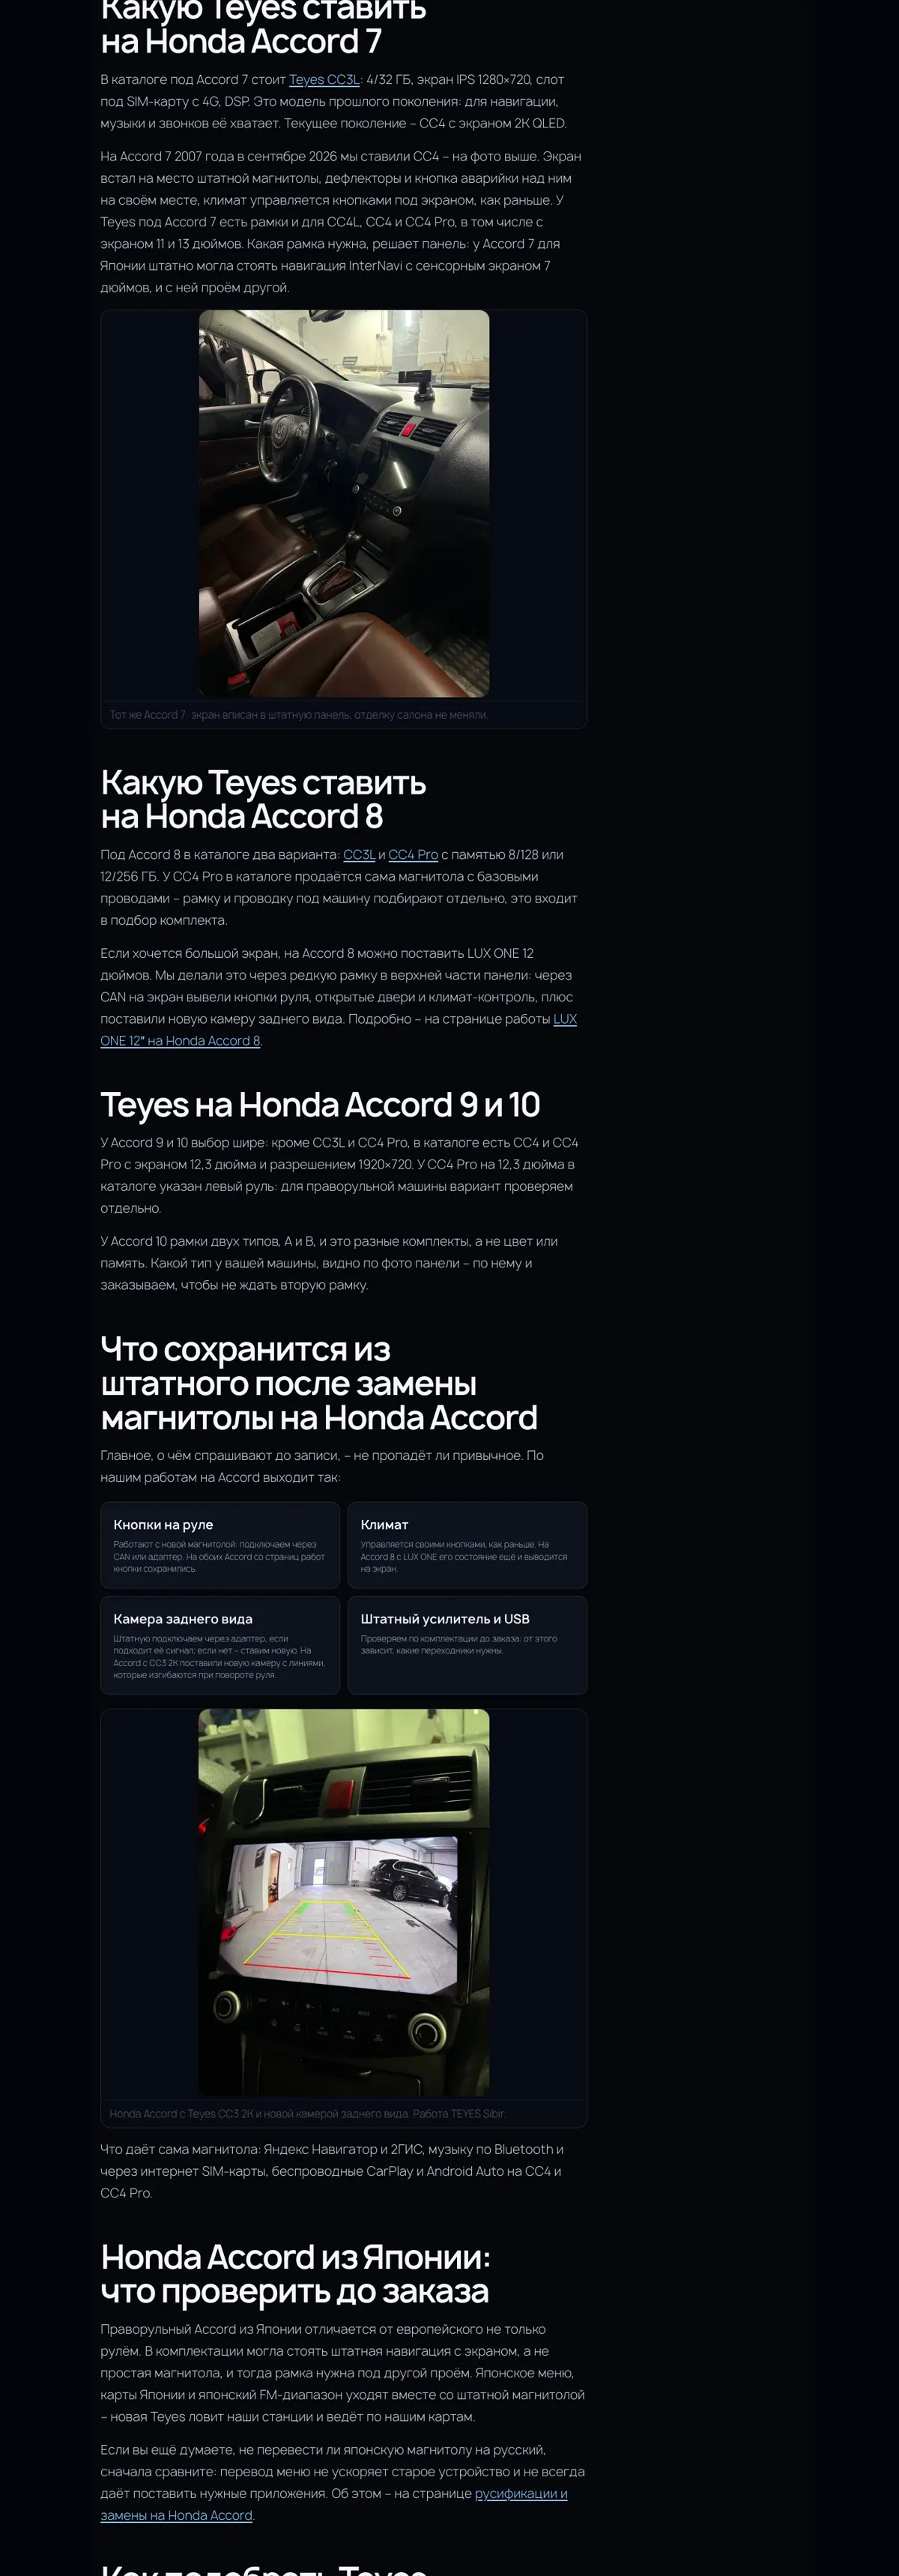 Какую Teyes ставить
на Honda Accord 7
В каталоге под Accord 7 стоит Teyes CC3L: 4/32 ГБ, экран IPS 1280×720, слот
под SIM-карту с 4G, DSP. Это модель прошлого поколения: для навигации,
музыки и звонков её хватает. Текущее поколение – CC4 с экраном 2K QLED.
На Accord 7 2007 года в сентябре 2026 мы ставили CC4 – на фото выше. Экран
встал на место штатной магнитолы, дефлекторы и кнопка аварийки над ним
на своём месте, климат управляется кнопками под экраном, как раньше. У
Teyes под Accord 7 есть рамки и для CC4L, CC4 и CC4 Pro, в том числе с
экраном 11 и 13 дюймов. Какая рамка нужна, решает панель: у Accord 7 для
Японии штатно могла стоять навигация InterNavi с сенсорным экраном 7
дюймов, и с ней проём другой.
Тот же Accord 7: экран вписан в штатную панель, отделку салона не меняли.
Какую Teyes ставить
на Honda Accord 8
Под Accord 8 в каталоге два варианта: CC3L и CC4 Pro с памятью 8/128 или
12/256 ГБ. У CC4 Pro в каталоге продаётся сама магнитола с базовыми
проводами – рамку и проводку под машину подбирают отдельно, это входит
в подбор комплекта.
Если хочется большой экран, на Accord 8 можно поставить LUX ONE 12
дюймов. Мы делали это через редкую рамку в верхней части панели: через
CAN на экран вывели кнопки руля, открытые двери и климат-контроль, плюс
поставили новую камеру заднего вида. Подробно – на странице работы LUX
ONE 12″ на Honda Accord 8.
Teyes на Honda Accord 9 и 10
У Accord 9 и 10 выбор шире: кроме CC3L и CC4 Pro, в каталоге есть CC4 и CC4
Pro с экраном 12,3 дюйма и разрешением 1920×720. У CC4 Pro на 12,3 дюйма в
каталоге указан левый руль: для праворульной машины вариант проверяем
отдельно.
У Accord 10 рамки двух типов, A и B, и это разные комплекты, а не цвет или
память. Какой тип у вашей машины, видно по фото панели – по нему и
заказываем, чтобы не ждать вторую рамку.
Что сохранится из
штатного после замены
магнитолы на Honda Accord
Главное, о чём спрашивают до записи, – не пропадёт ли привычное. По
нашим работам на Accord выходит так:
Кнопки на руле
Работают с новой магнитолой: подключаем через
CAN или адаптер. На обоих Accord со страниц работ
кнопки сохранились.
Климат
Управляется своими кнопками, как раньше. На
Accord 8 с LUX ONE его состояние ещё и выводится
на экран.
Камера заднего вида
Штатную подключаем через адаптер, если
подходит её сигнал; если нет – ставим новую. На
Accord с CC3 2K поставили новую камеру с линиями,
которые изгибаются при повороте руля.
Штатный усилитель и USB
Проверяем по комплектации до заказа: от этого
зависит, какие переходники нужны.
Honda Accord с Teyes CC3 2K и новой камерой заднего вида. Работа TEYES Sibir.
Что даёт сама магнитола: Яндекс Навигатор и 2ГИС, музыку по Bluetooth и
через интернет SIM-карты, беспроводные CarPlay и Android Auto на CC4 и
CC4 Pro.
Honda Accord из Японии:
что проверить до заказа
Праворульный Accord из Японии отличается от европейского не только
рулём. В комплектации могла стоять штатная навигация с экраном, а не
простая магнитола, и тогда рамка нужна под другой проём. Японское меню,
карты Японии и японский FM-диапазон уходят вместе со штатной магнитолой
– новая Teyes ловит наши станции и ведёт по нашим картам.
Если вы ещё думаете, не перевести ли японскую магнитолу на русский,
сначала сравните: перевод меню не ускоряет старое устройство и не всегда
даёт поставить нужные приложения. Об этом – на странице русификации и
замены на Honda Accord.
Как подобрать Teyes